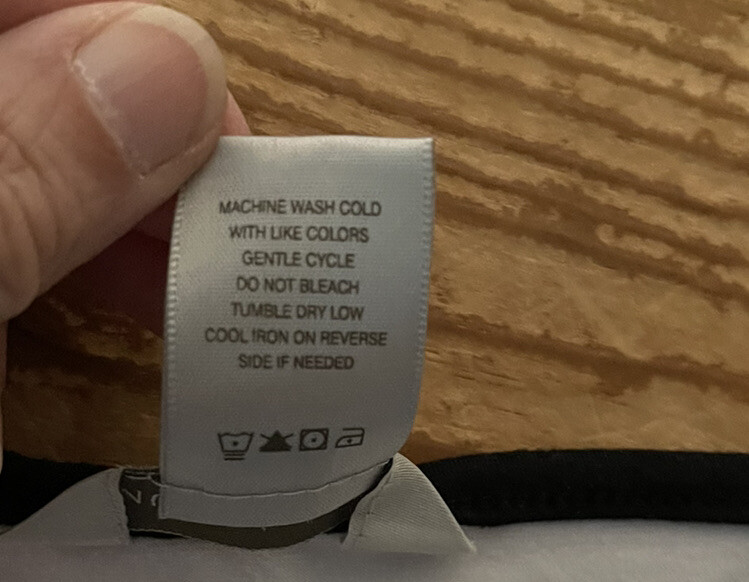 MACHINE WASH COLD
WITH LIKE COLORS
GENTLE CYCLE
DO NOT BLEACH
TUMBLE DRY LOW
COOL IRON ON REVERSE
SIDE IF NEEDED